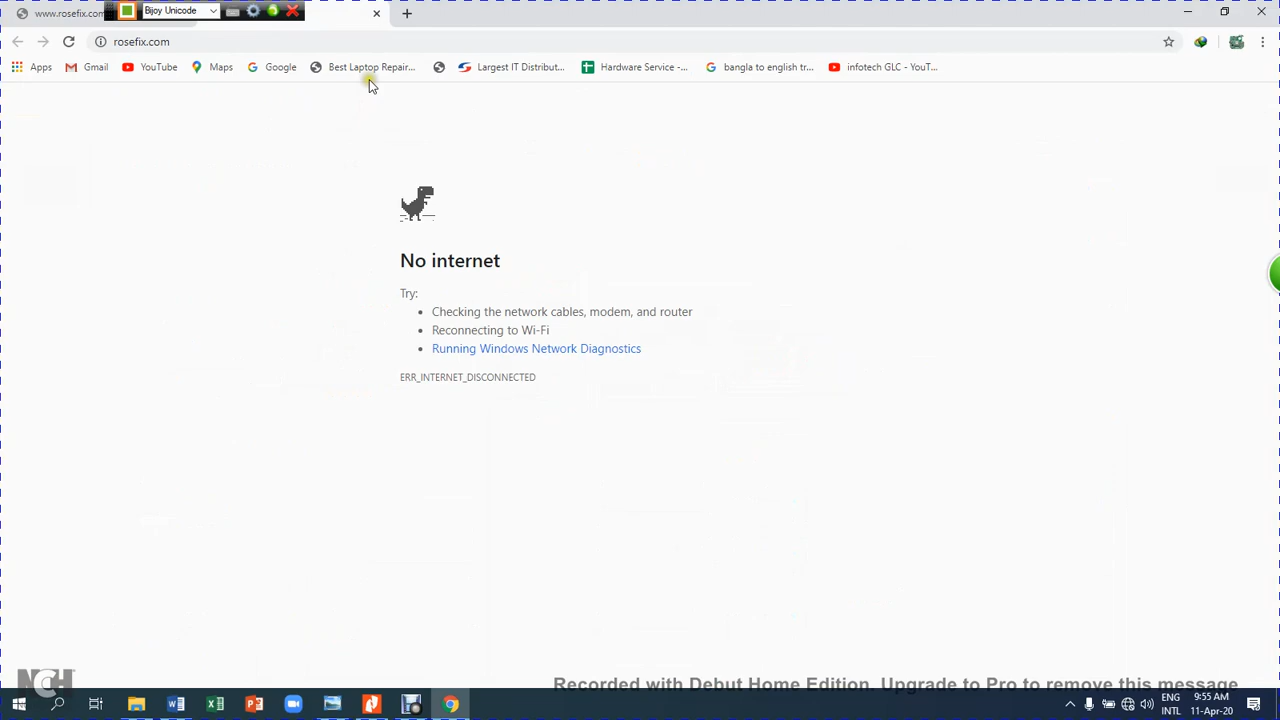 www.rosefix.com
Bijoy Unicode
rosefix.com
Apps Gmail YouTube Maps Google Best Laptop Repair... Largest IT Distribut... Hardware Service -... bangla to english tr... infotech GLC - YouT...
No internet
Try:
Checking the network cables, modem, and router
Reconnecting to Wi-Fi
Running Windows Network Diagnostics
ERR_INTERNET_DISCONNECTED
NCH
Recorded with Debut Home Edition. Upgrade to Pro to remove this message
ENG 9:55 AM
INTL 11-Apr-20